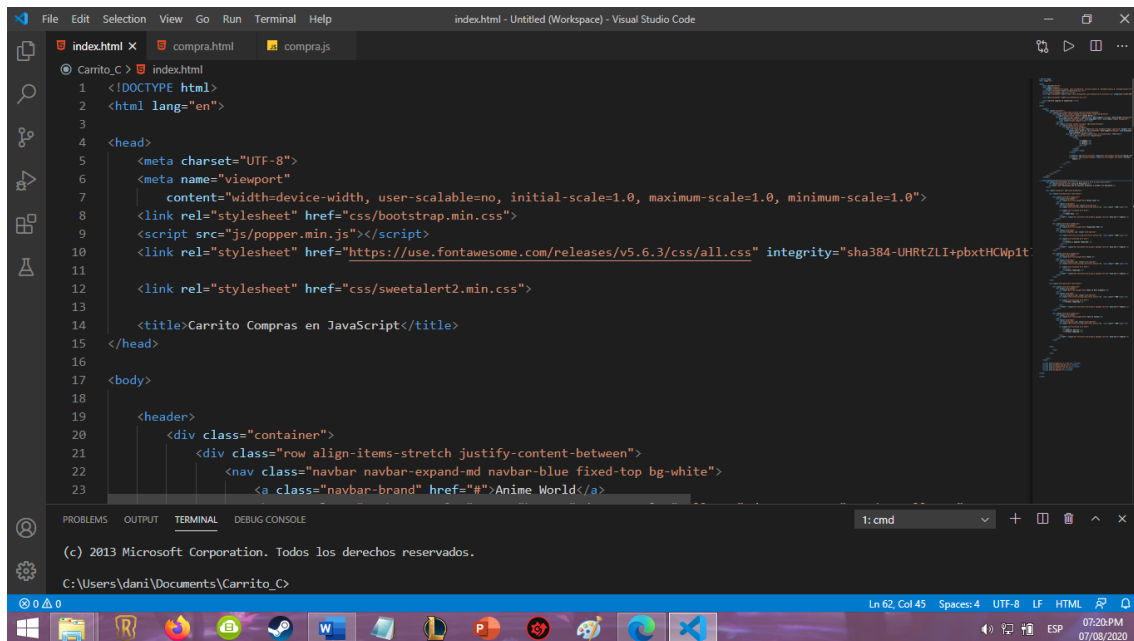 File Edit Selection View Go Run Terminal Help index.html - Untitled (Workspace) - Visual Studio Code
index.html compra.html JS compra.js
Carrito_C > index.html
1 <!DOCTYPE html>
2 <html lang="en">
3
4 <head>
5 <meta charset="UTF-8">
6 <meta name="viewport"
7 content="width=device-width, user-scalable=no, initial-scale=1.0, maximum-scale=1.0, minimum-scale=1.0">
8 <link rel="stylesheet" href="css/bootstrap.min.css">
9 <script src="js/popper.min.js"></script>
10 <link rel="stylesheet" href="https://use.fontawesome.com/releases/v5.6.3/css/all.css" integrity="sha384-UHRtZLI+pbxtHCWp1t
11
12 <link rel="stylesheet" href="css/sweetalert2.min.css">
13
14 <title>Carrito Compras en JavaScript</title>
15 </head>
16
17 <body>
18
19 <header>
20 <div class="container">
21 <div class="row align-items-stretch justify-content-between">
22 <nav class="navbar navbar-expand-md navbar-blue fixed-top bg-white">
23 <a class="navbar-brand" href="#">Anime World</a>
PROBLEMS OUTPUT TERMINAL DEBUG CONSOLE 1: cmd
(c) 2013 Microsoft Corporation. Todos los derechos reservados.
C:\Users\dani\Documents\Carrito_C>
0 0 Ln 62, Col 45 Spaces: 4 UTF-8 LF HTML
ESP 07:20PM
07/08/2020